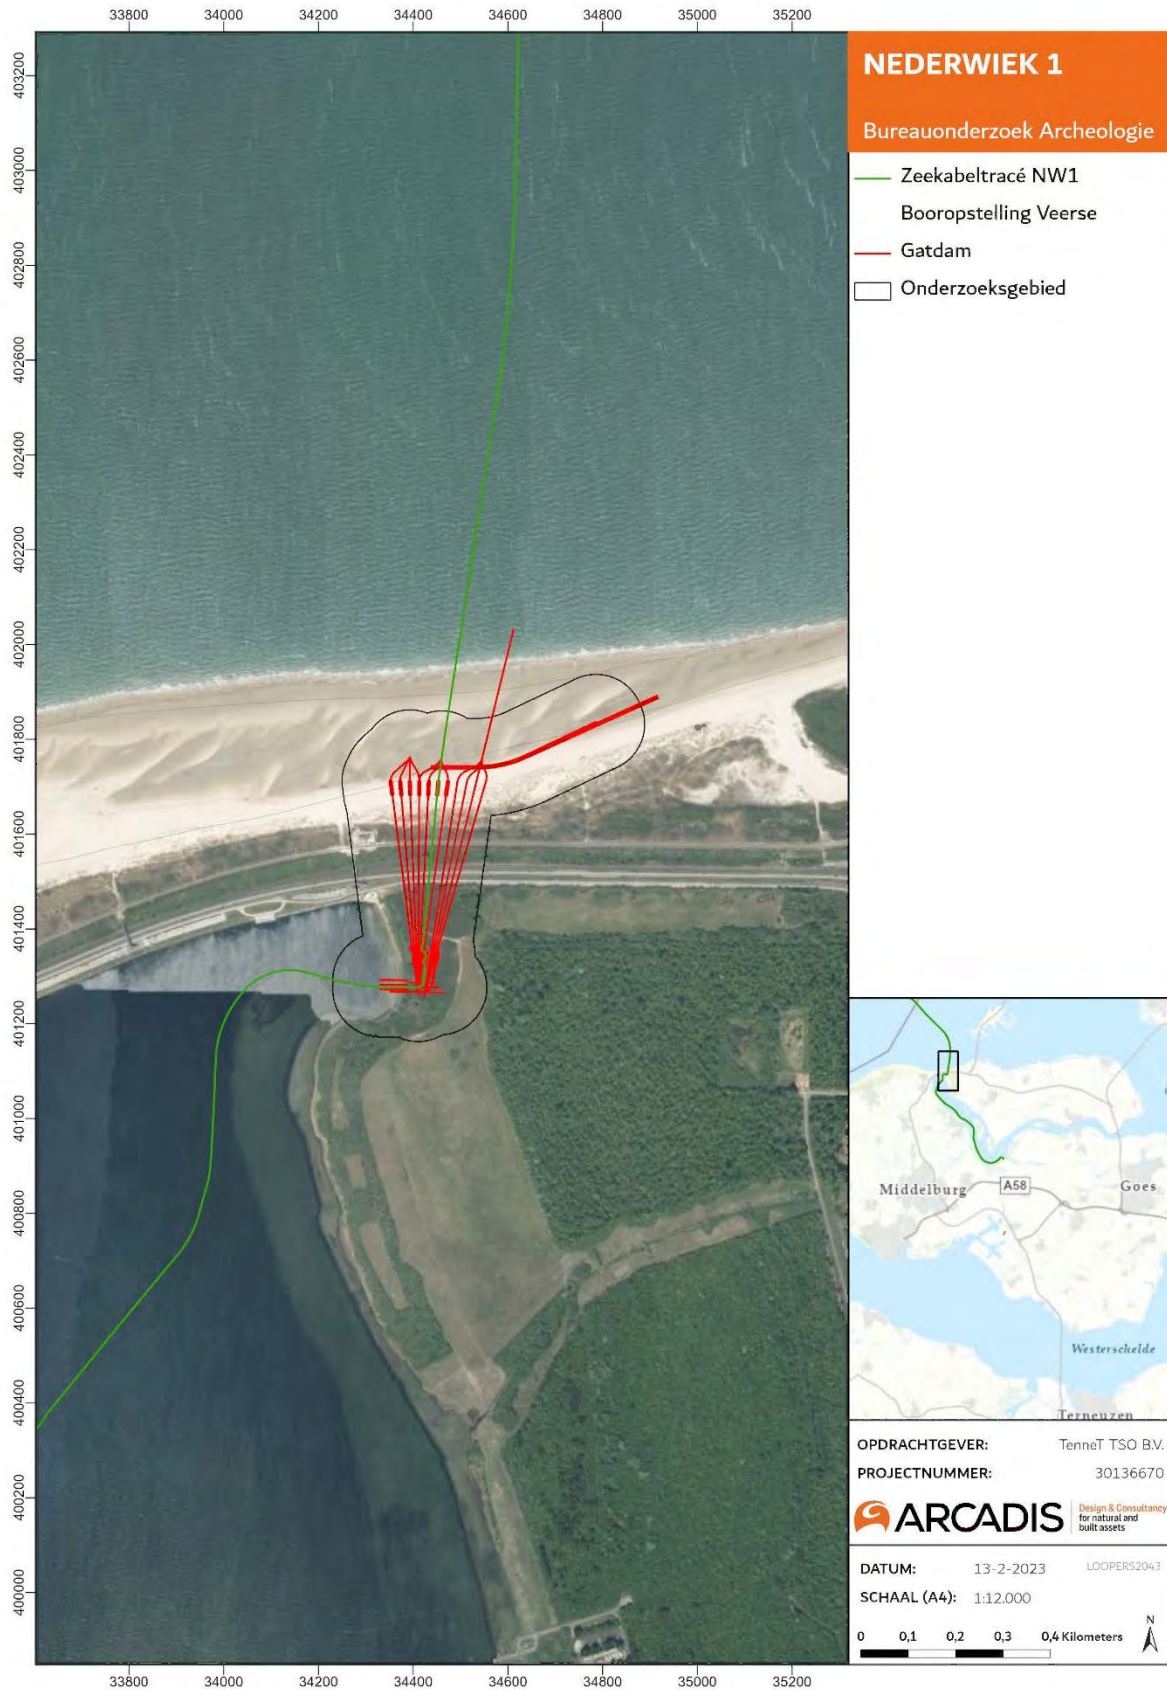 33800 34000 34200 34400 34600 34800 35000 35200
403200
403000
402800
402600
402400
402200
402000
401800
401600
401400
401200
401000
400800
400600
400400
400200
400000
33800 34000 34200 34400 34600 34800 35000 35200
NEDERWIEK 1
Bureauonderzoek Archeologie
Zeekabeltracé NW1
Booropstelling Veerse
Gatdam
Onderzoeksgebied
Middelburg
A58
Goes
Westerschelde
Terneuzen
OPDRACHTGEVER: TenneT TSO B.V.
PROJECTNUMMER: 30136670
ARCADIS
Design & Consultancy
for natural and
built assets
DATUM: 13-2-2023 LOOPERS2043
SCHAAL (A4): 1:12.000
0 0,1 0,2 0,3 0,4 Kilometers
N